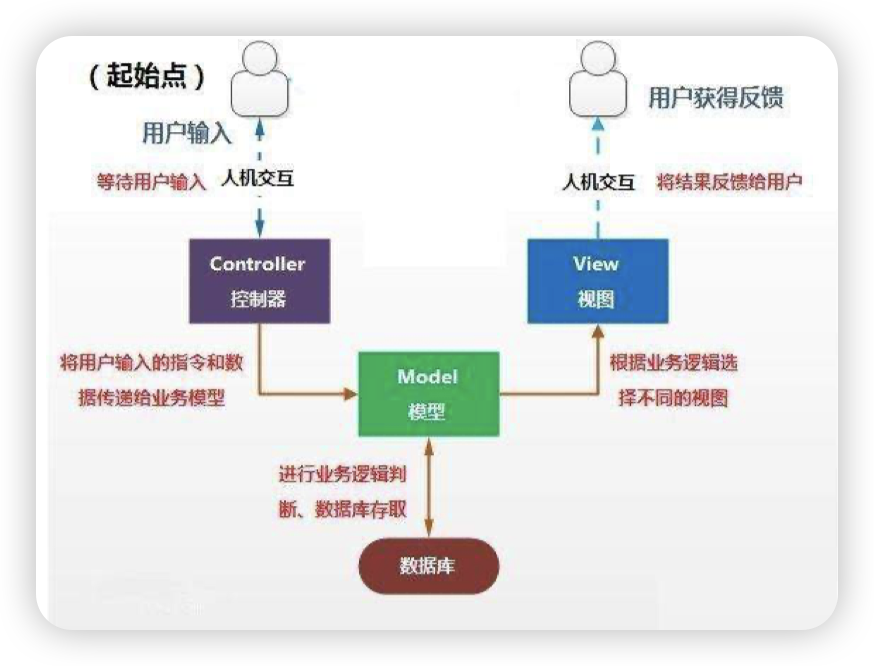 （起始点）
用户输入
等待用户输入
人机交互
用户获得反馈
人机交互
将结果反馈给用户
Controller
控制器
View
视图
将用户输入的指令和数
据传递给业务模型
Model
模型
根据业务逻辑选
择不同的视图
进行业务逻辑判
断、数据库存取
数据库